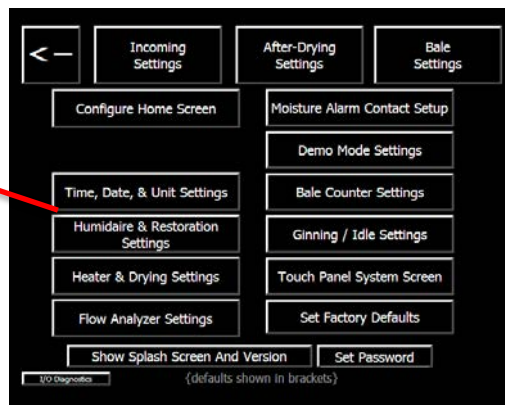 <-
Incoming
Settings
After-Drying
Settings
Bale
Settings
Configure Home Screen
Moisture Alarm Contact Setup
Demo Mode Settings
Time, Date, & Unit Settings
Bale Counter Settings
Humidaire & Restoration
Settings
Ginning / Idle Settings
Heater & Drying Settings
Touch Panel System Screen
Flow Analyzer Settings
Set Factory Defaults
Show Splash Screen And Version
Set Password
I/O Diagnostics
{defaults shown in brackets}